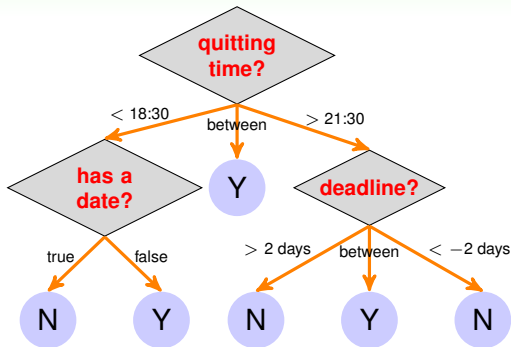 quitting
time?
< 18:30
between
> 21:30
has a
date?
Y
deadline?
true
false
> 2 days
between
< −2 days
N
Y
N
Y
N